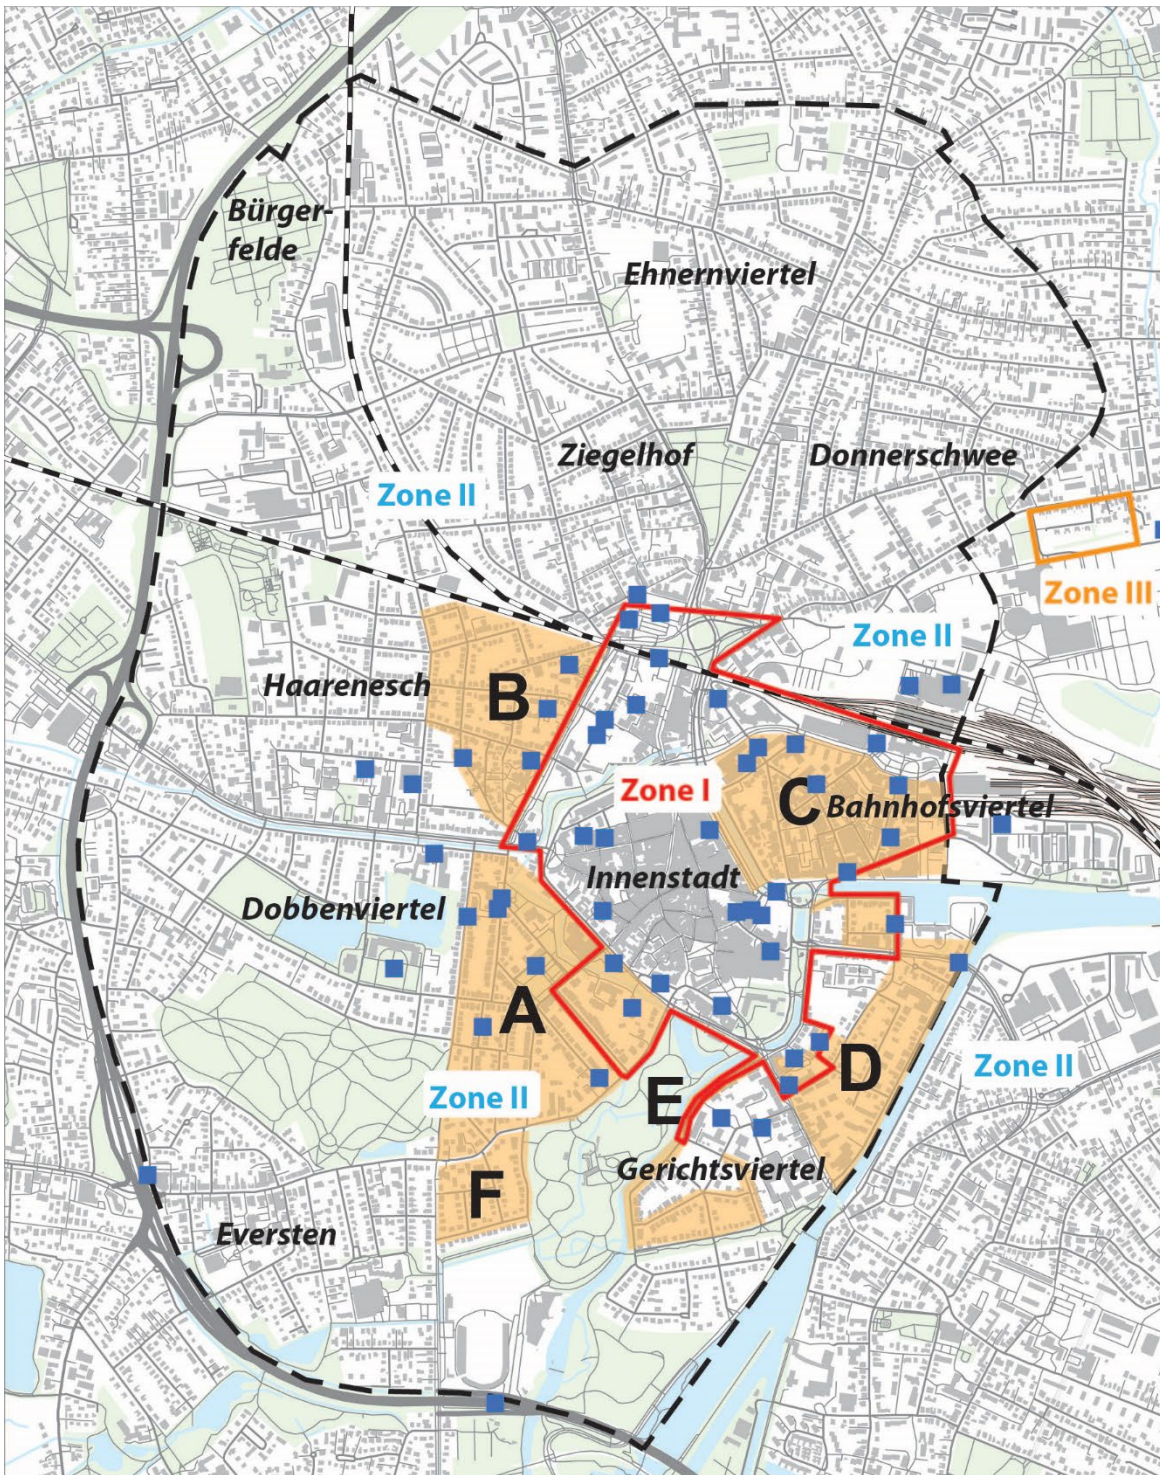 Bürger-
felde
Ehnernviertel
Ziegelhof
Donnerschwee
Zone II
Zone III
Zone II
Haarenesch
B
Zone I
C
Bahnhofsviertel
Innenstadt
Dobbenviertel
A
D
Zone II
E
Zone II
Gerichtsviertel
F
Eversten